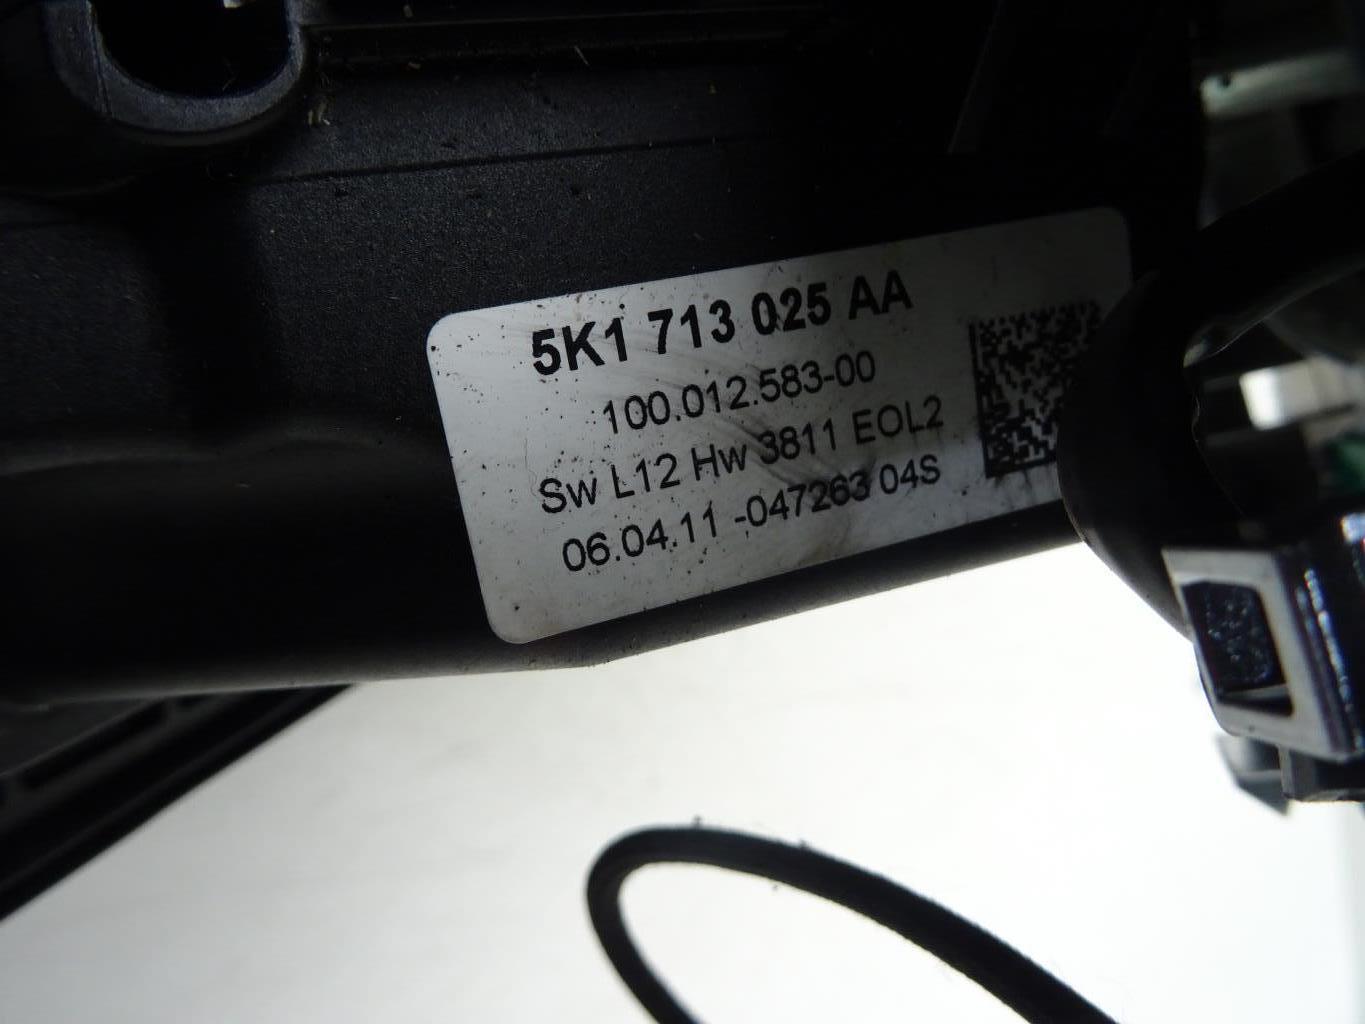 5K1 713 025 AA
100.012.583-00
Sw L12 Hw 3811 EOL2
06.04.11 -047263 04S